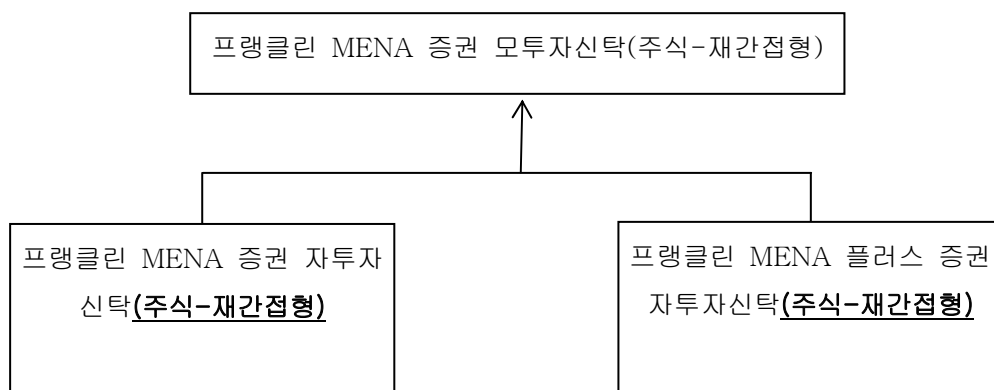 프랭클린 MENA 증권 모투자신탁(주식-재간접형)
프랭클린 MENA 증권 자투자
신탁(주식-재간접형)
프랭클린 MENA 플러스 증권
자투자신탁(주식-재간접형)